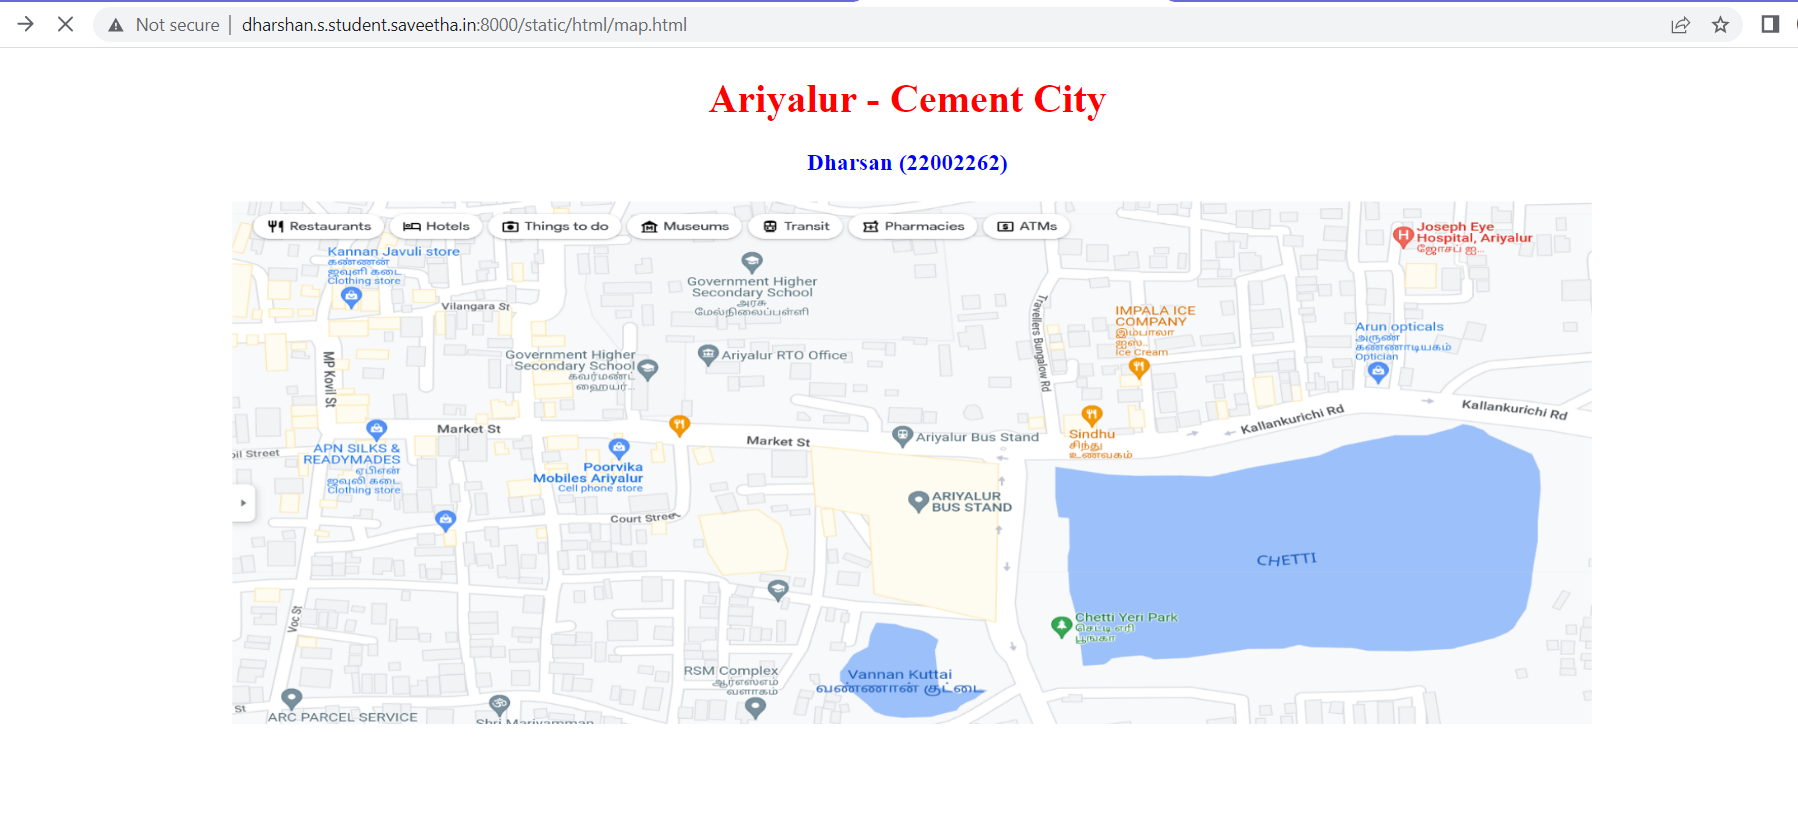 Not secure | dharshan.s.student.saveetha.in:8000/static/html/map.html
Ariyalur - Cement City
Dharsan (22002262)
Restaurants
Hotels
Things to do
Museums
Transit
Pharmacies
ATMs
Joseph Eye
Hospital, Ariyalur
ஜோசப் ஐ...
Kannan Javuli store
கண்ணன்
ஜவுளி கடை
Clothing store
Government Higher
Secondary School
அரசு
மேல்நிலைப்பள்ளி
Vilangara St
Travellers Bungalow Rd
IMPALA ICE
COMPANY
இம்பாலா
ஐஸ்...
Ice Cream
Arun opticals
அருண்
கண்ணாடியகம்
Optician
Government Higher
Secondary School
கவர்மண்ட்
ஹையர்...
Ariyalur RTO Office
MP Kovil St
Kallankurichi Rd
Kallankurichi Rd
Market St
Market St
Ariyalur Bus Stand
Sindhu
சிந்து
உணவகம்
APN SILKS &
READYMADES
ஏபிஎன்
ஜவுலி கடை
Clothing store
oil Street
Poorvika
Mobiles Ariyalur
Cell phone store
ARIYALUR
BUS STAND
Court Street
CHETTI
Voc St
Chetti Yeri Park
செட்டி ஏரி
பூங்கா
RSM Complex
ஆர்எஸ்எம்
வளாகம்
Vannan Kuttai
வண்ணான் குட்டை
St
ARC PARCEL SERVICE
Shri Mariyamman